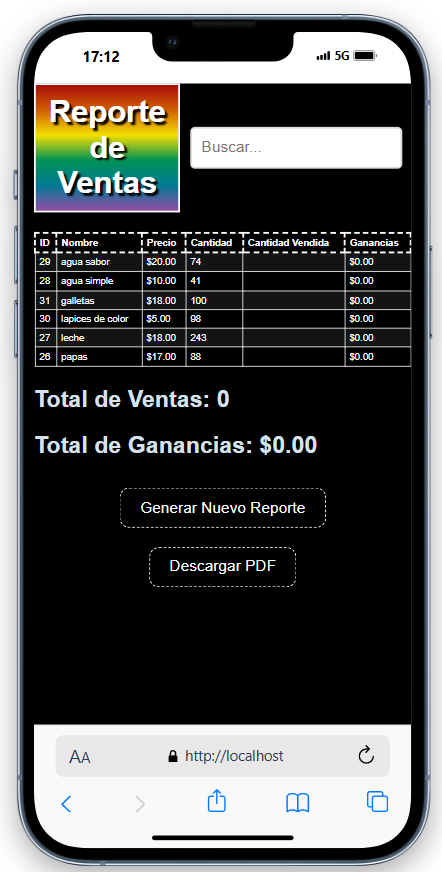 17:12
5G
Reporte
de
Ventas
Buscar...
ID Nombre Precio Cantidad Cantidad Vendida Ganancias
29 agua sabor $20.00 74 $0.00
28 agua simple $10.00 41 $0.00
31 galletas $18.00 100 $0.00
30 lapices de color $5.00 98 $0.00
27 leche $18.00 243 $0.00
26 papas $17.00 88 $0.00
Total de Ventas: 0
Total de Ganancias: $0.00
Generar Nuevo Reporte
Descargar PDF
AA http://localhost